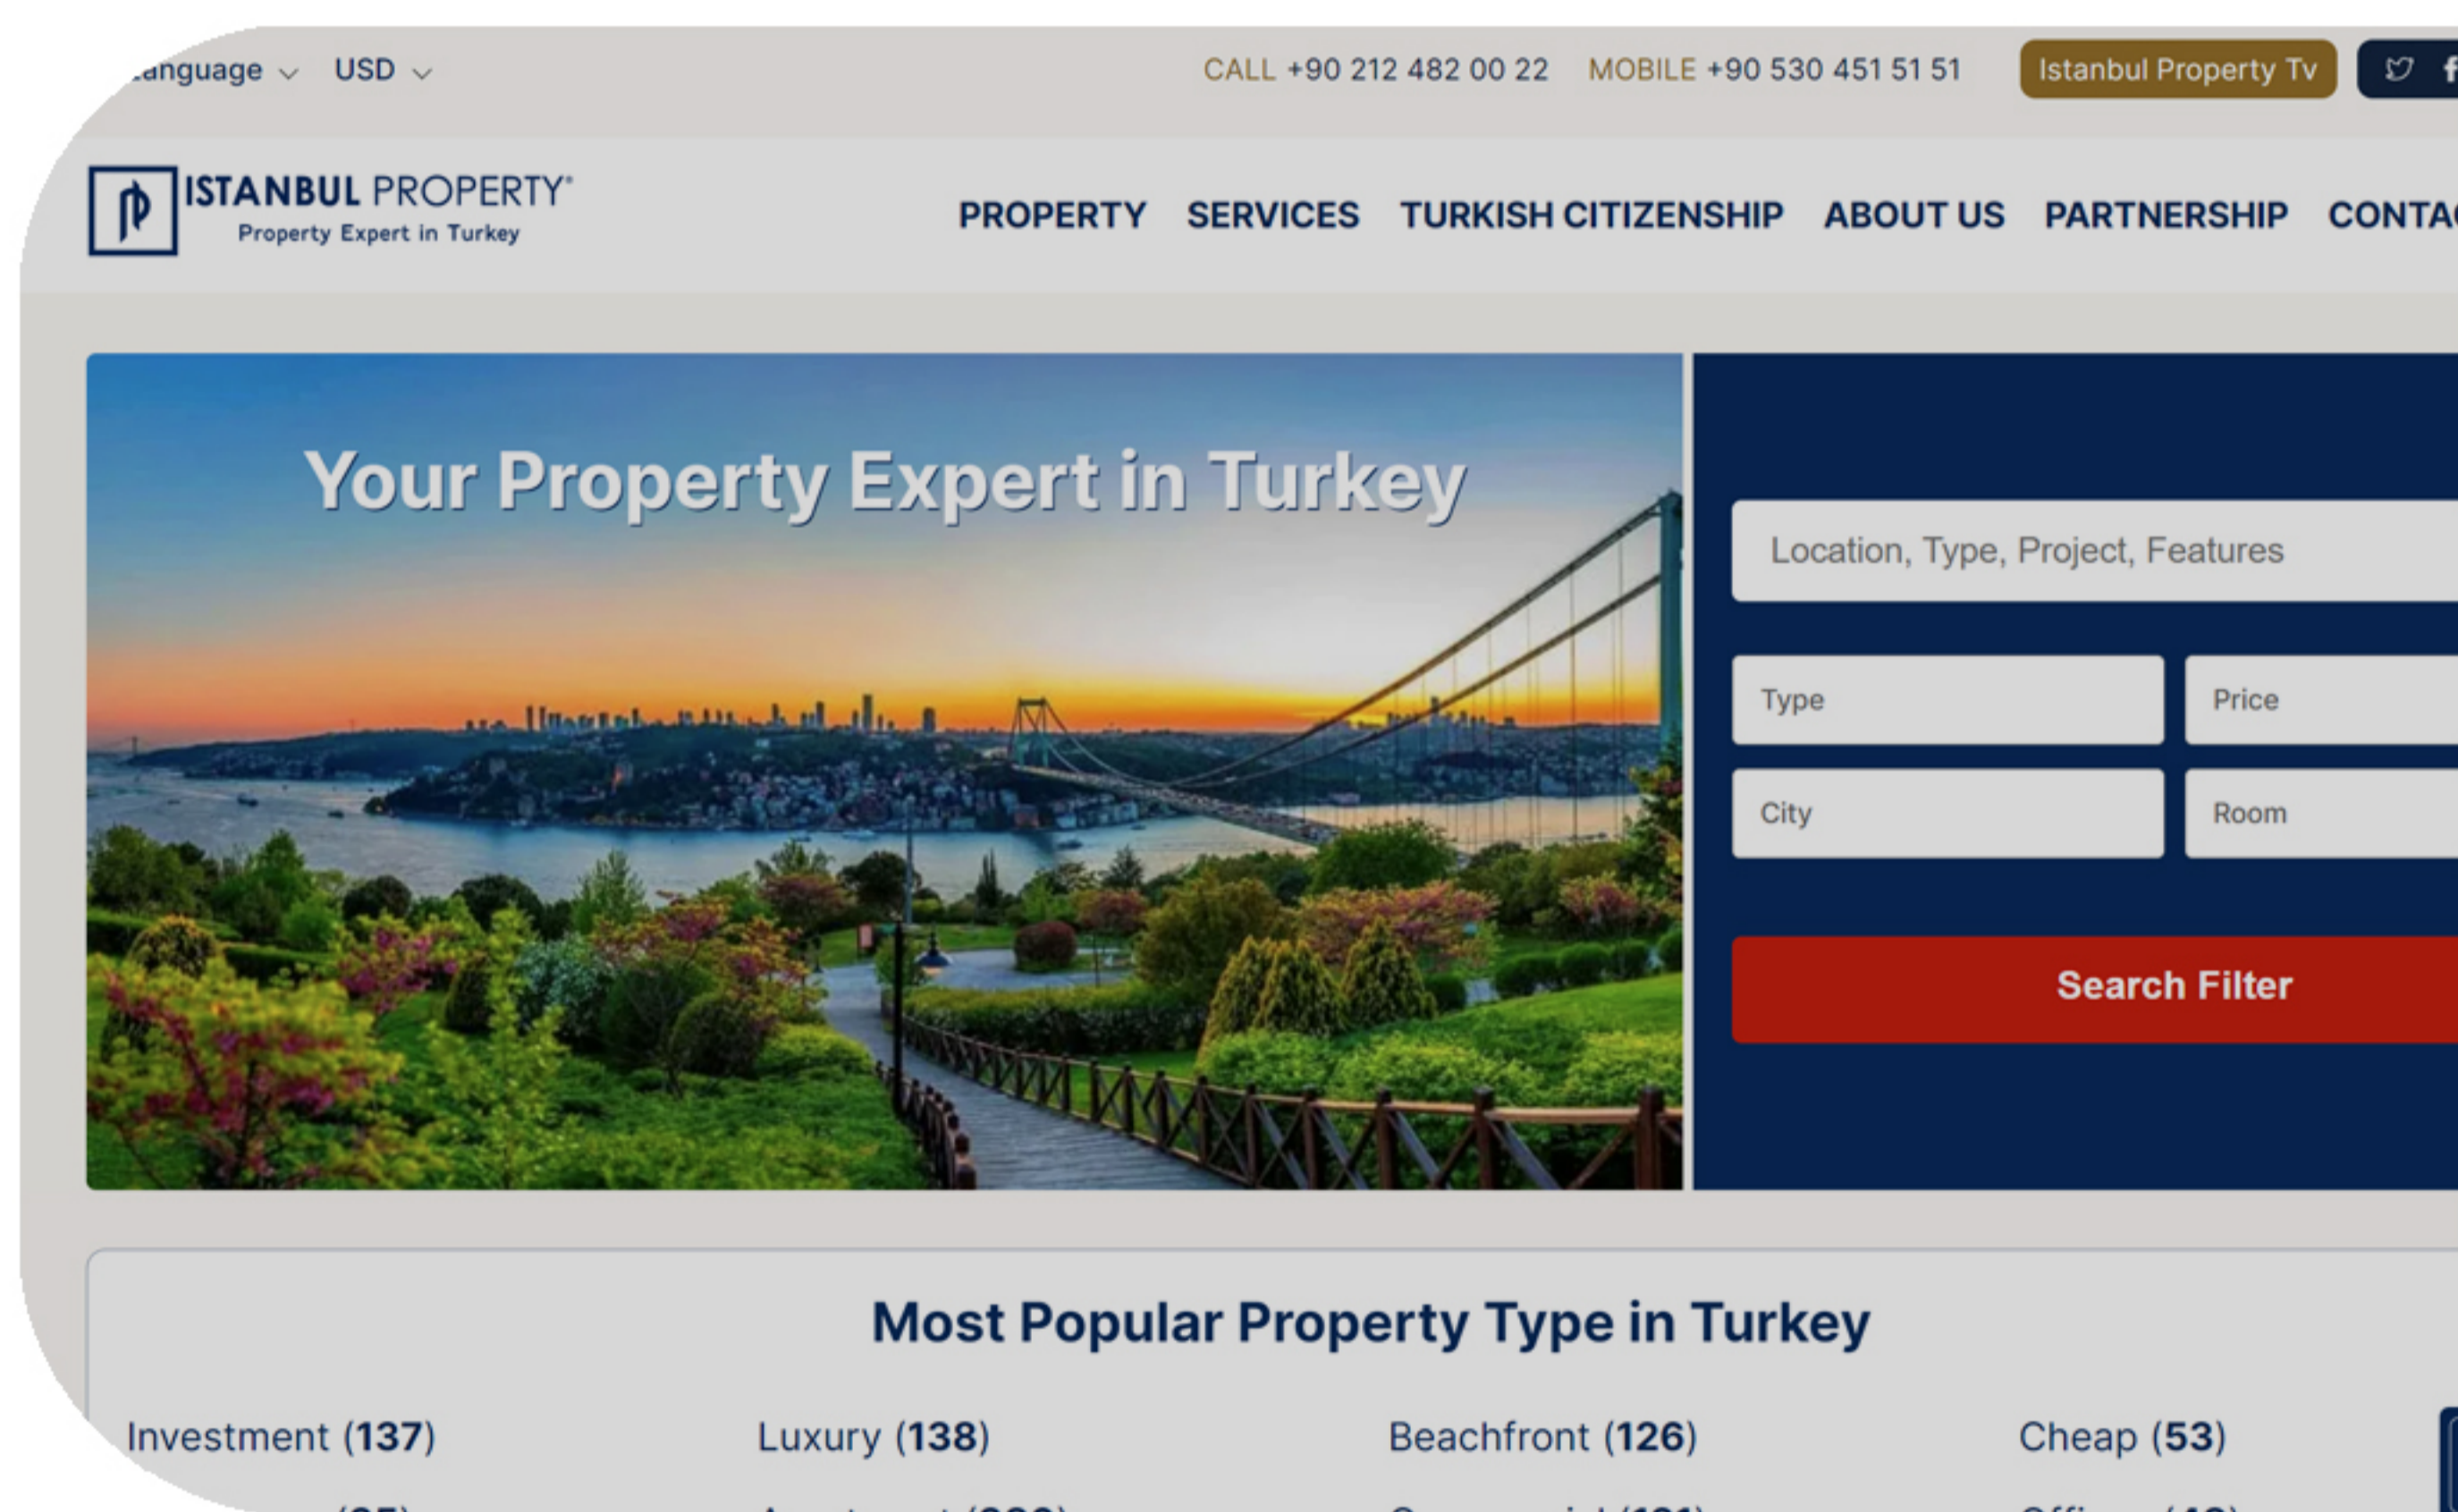 USD
CALL +90 212 482 00 22 MOBILE +90 530 451 51 51 Istanbul Property Tv
ISTANBUL PROPERTY®
Property Expert in Turkey
PROPERTY SERVICES TURKISH CITIZENSHIP ABOUT US PARTNERSHIP
Your Property Expert in Turkey
Location, Type, Project, Features
Type Price
City Room
Search Filter
Most Popular Property Type in Turkey
Investment (137) Luxury (138) Beachfront (126) Cheap (53)